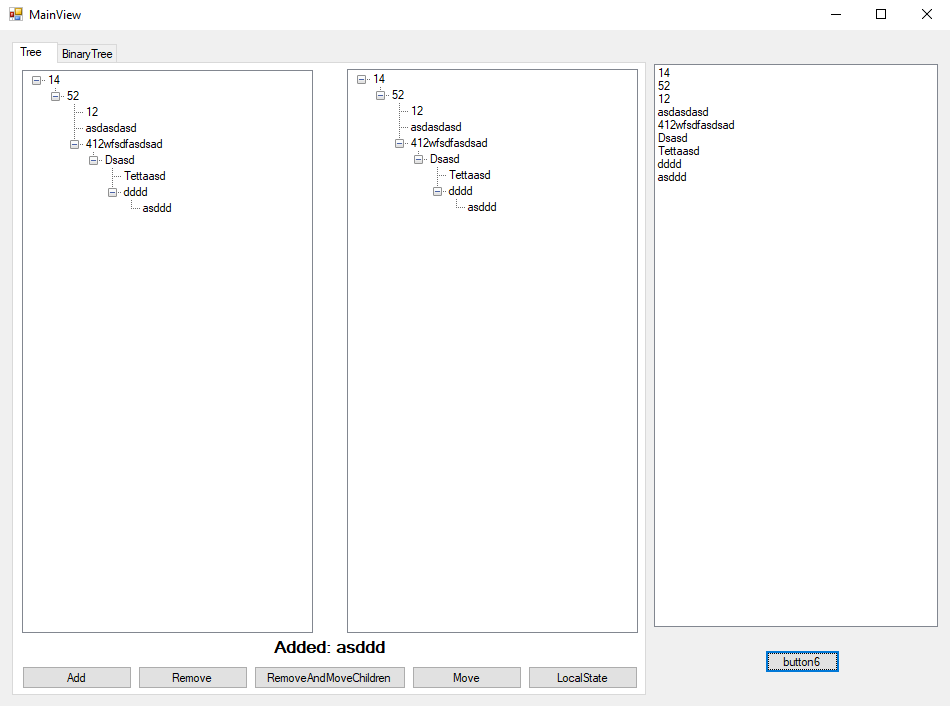 MainView
Tree BinaryTree
14
52
12
asdasdasd
412wfsdfasdsad
Dsasd
Tettaasd
dddd
asddd
14
52
12
asdasdasd
412wfsdfasdsad
Dsasd
Tettaasd
dddd
asddd
14
52
12
asdasdasd
412wfsdfasdsad
Dsasd
Tettaasd
dddd
asddd
Added: asddd
Add Remove RemoveAndMoveChildren Move LocalState
button6